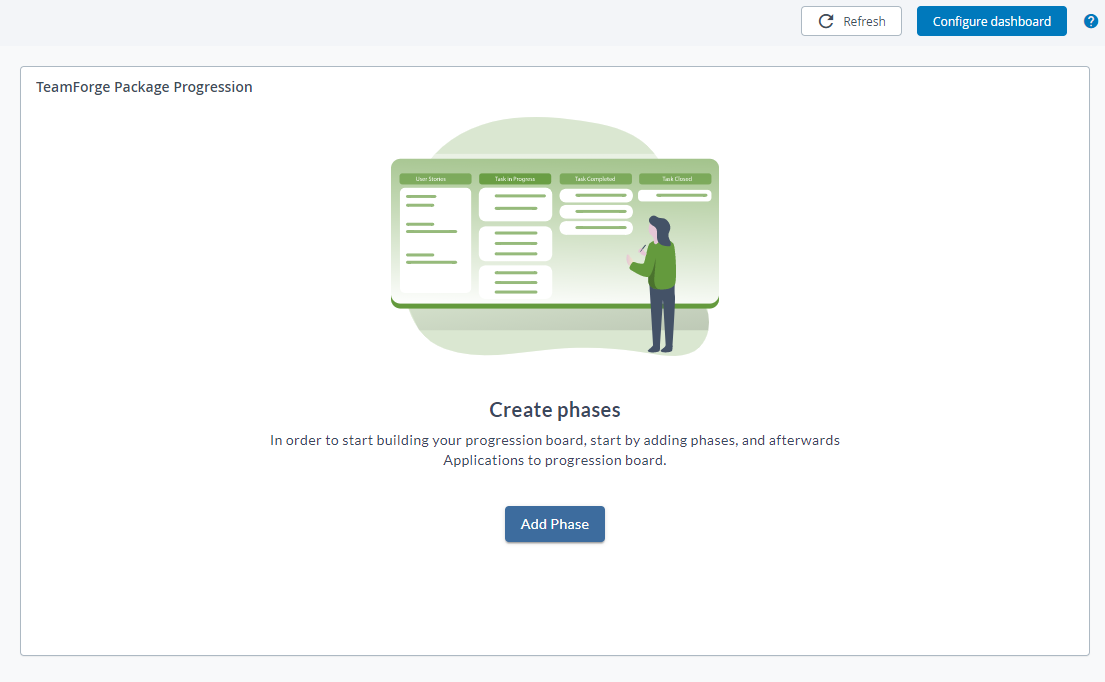 Refresh
Configure dashboard
?
TeamForge Package Progression
User Stories
Task in Progress
Task Completed
Task Closed
Create phases
In order to start building your progression board, start by adding phases, and afterwards
Applications to progression board.
Add Phase